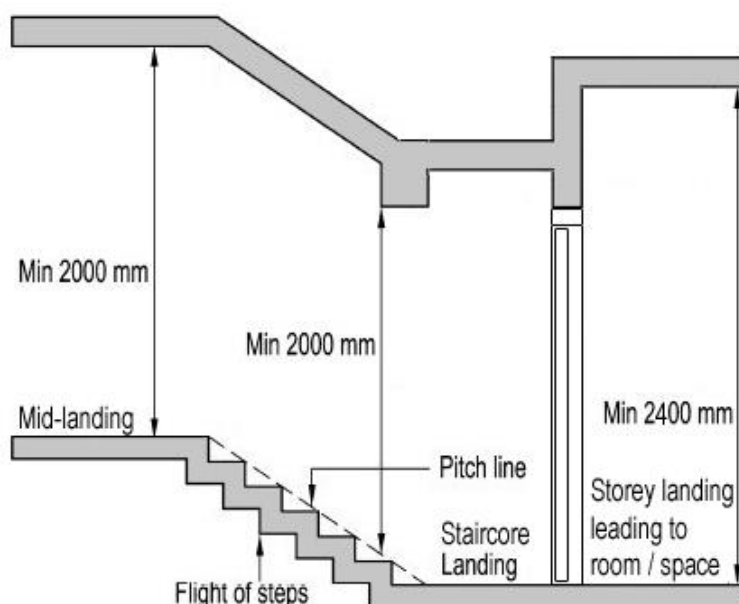 Min 2000 mm
Min 2000 mm
Min 2400 mm
Mid-landing
Pitch line
Staircore
Landing
Storey landing
leading to
room / space
Flight of steps